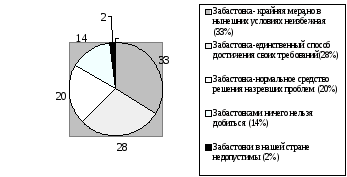 2
14
33
20
28
Забастовка- крайняя мера,но в
нынешних условиях неизбежная
(33%)
Забастовка-единственный способ
достичения своих требований(28%)
Забастовка-нормальное средство
решения назревших проблем (20%)
Забастовками ничего нельзя
добиться (14%)
Забастовки в нашей стране
недопустимы (2%)